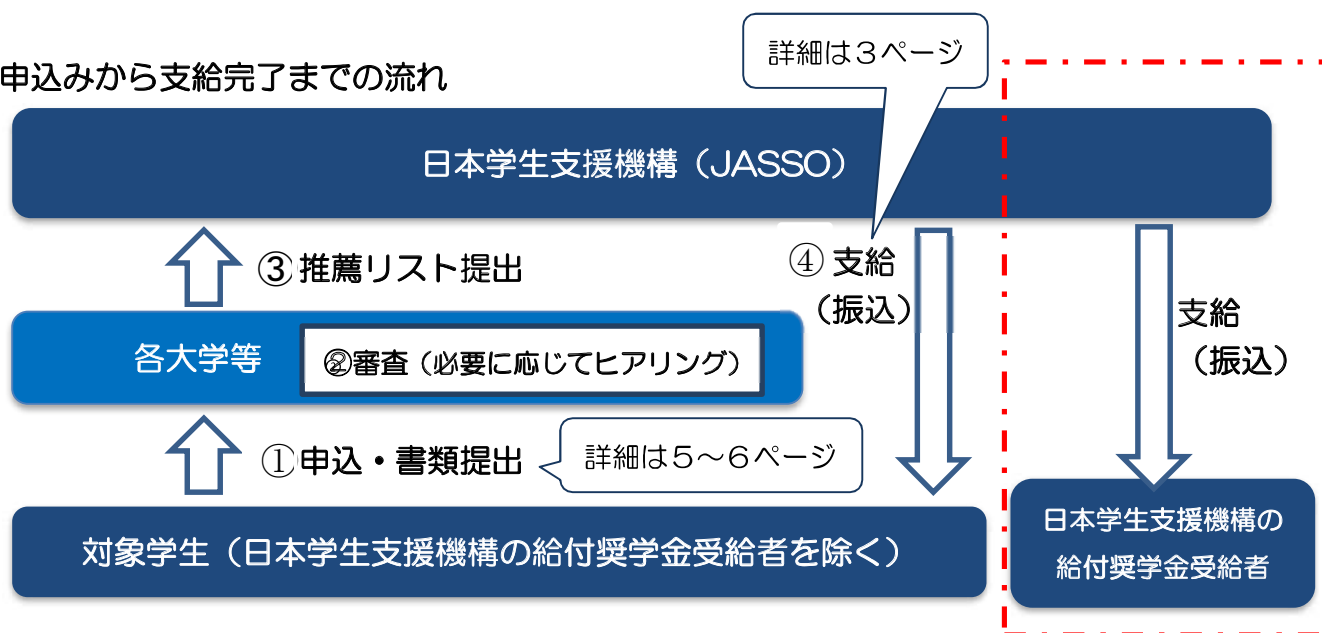 詳細は３ページ
申込みから支給完了までの流れ
日本学生支援機構（JASSO）
③推薦リスト提出
④支給
（振込）
支給
（振込）
各大学等
②審査（必要に応じてヒアリング）
①申込・書類提出
詳細は５～６ページ
対象学生（日本学生支援機構の給付奨学金受給者を除く）
日本学生支援機構の
給付奨学金受給者